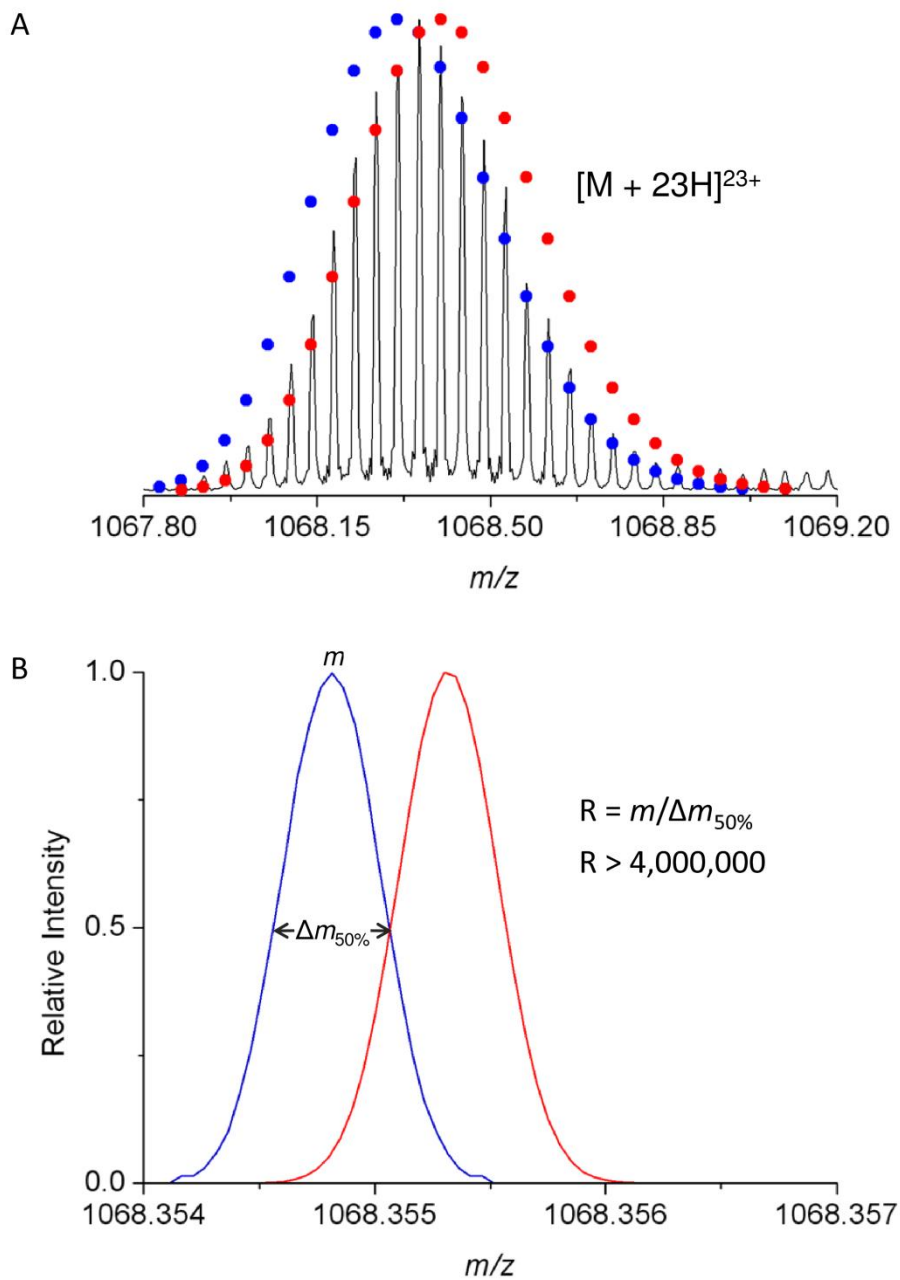 A
[M + 23H]²³⁺
1067.80 1068.15 1068.50 1068.85 1069.20
m/z
B
m
1.0
R = m/Δm₅₀%
R > 4,000,000
Relative Intensity
0.5
Δm₅₀%
0.0
1068.354 1068.355 1068.356 1068.357
m/z